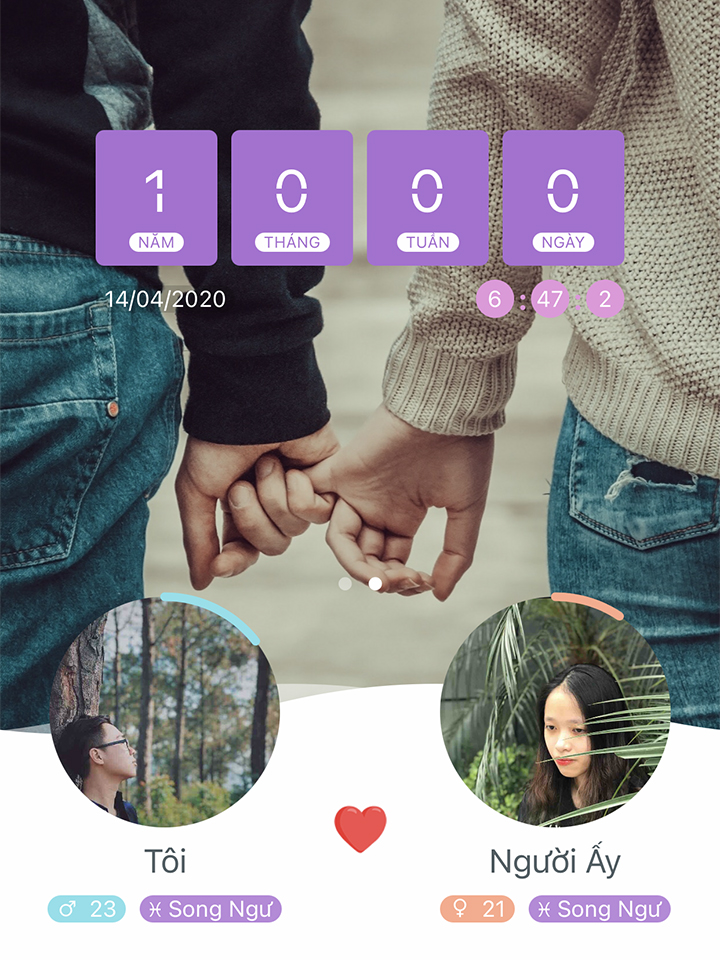 1 0 0 0
NĂM THÁNG TUẦN NGÀY
14/04/2020 6 : 47 : 2
Tôi Người Ấy
♂ 23 ♓ Song Ngư ♀ 21 ♓ Song Ngư